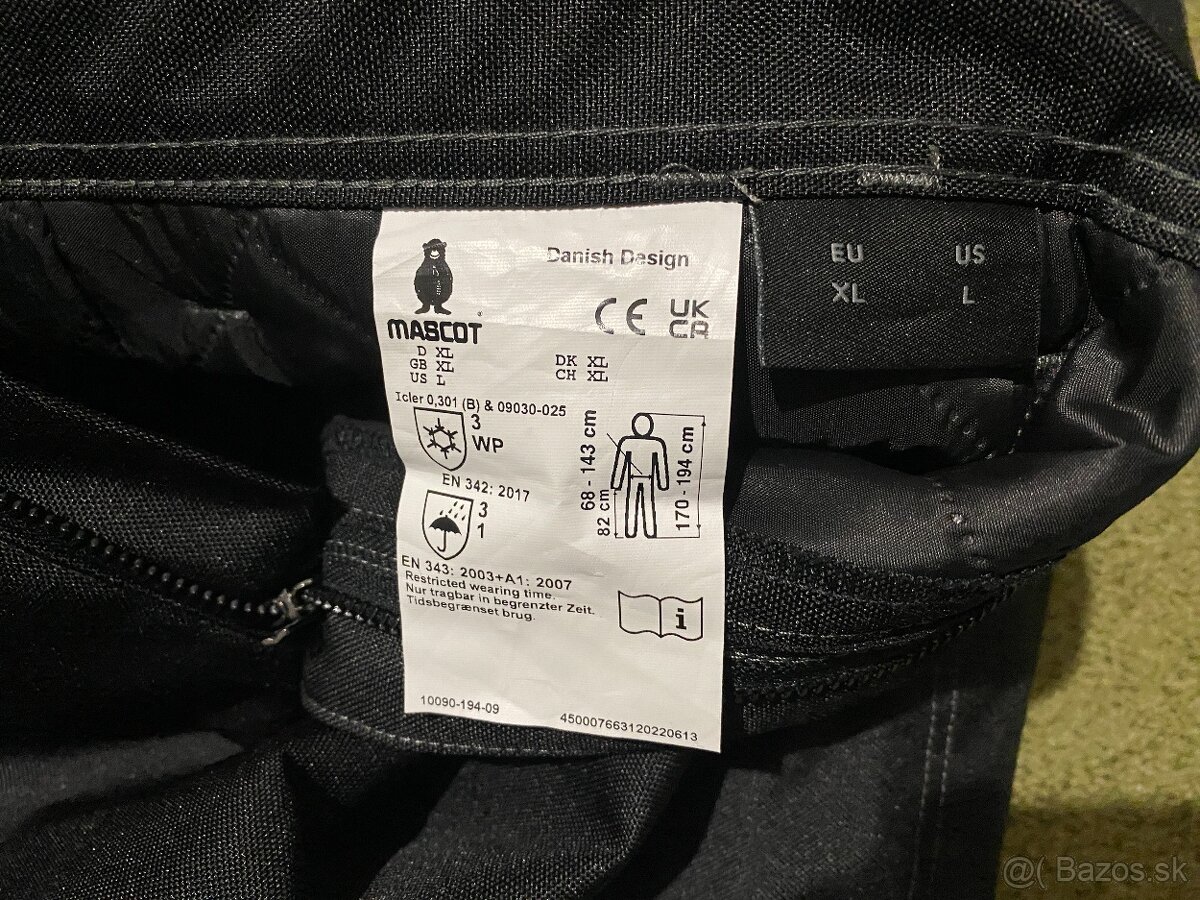 Danish Design
MASCOT
CE UK CA
D XL
GB XL
US L
DK XL
CH XL
Icler 0,301 (B) & 09030-025
3
WP
EN 342: 2017
3
1
EN 343: 2003+A1: 2007
Restricted wearing time.
Nur tragbar in begrenzter Zeit.
Tidsbegrænset brug.
68 - 143 cm
82 cm
170 - 194 cm
i
10090-194-09
450007663120220613
EU US
XL L
@( Bazos.sk